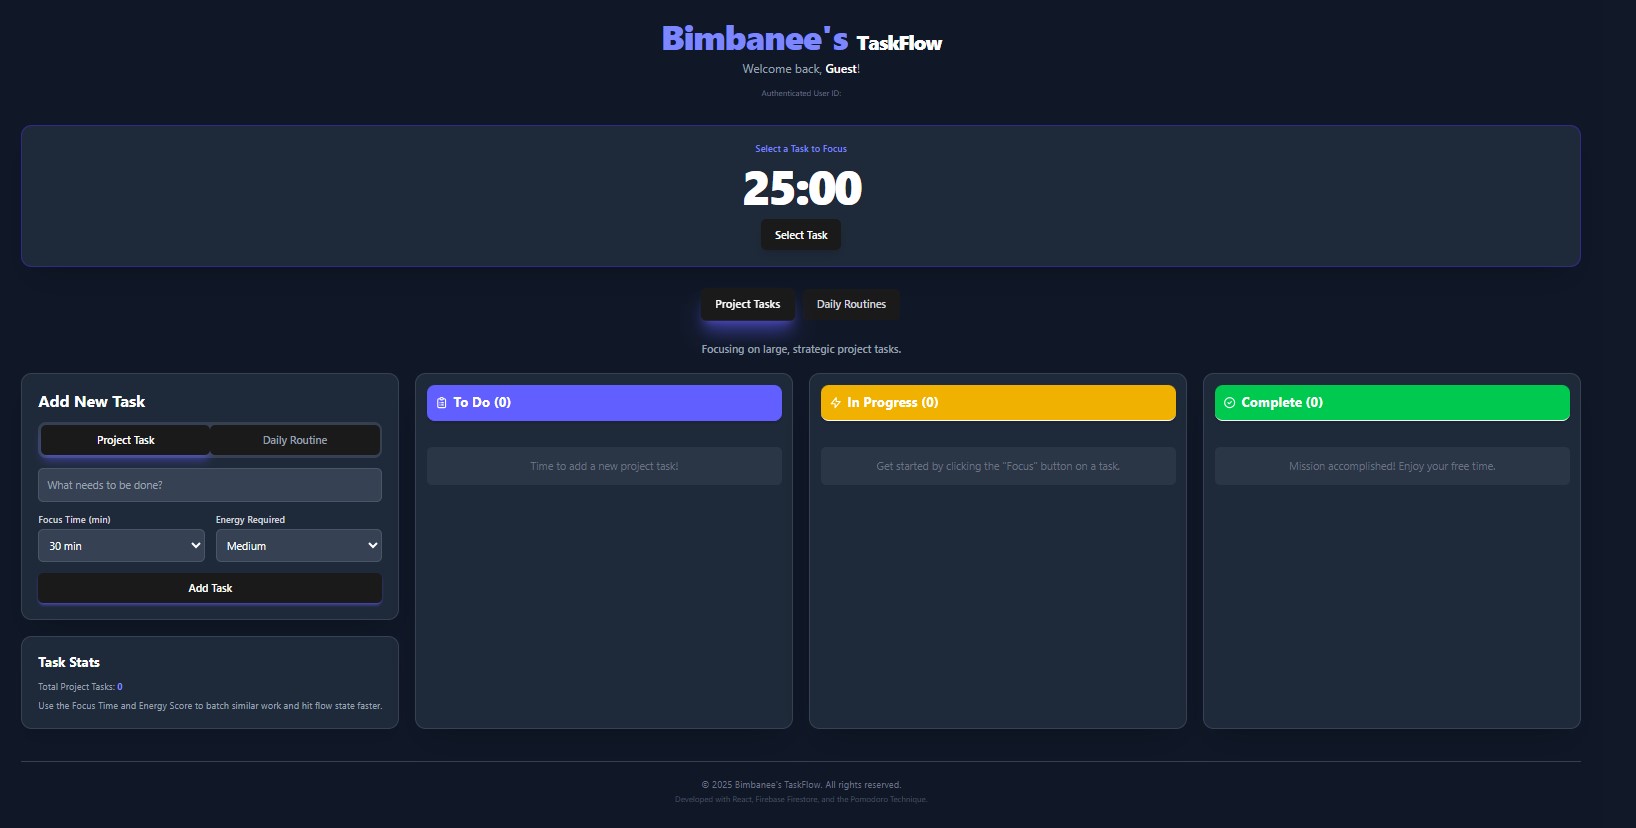 Bimbanee's TaskFlow
Welcome back, Guest!
Authenticated User ID:
Select a Task to Focus
25:00
Select Task
Project Tasks Daily Routines
Focusing on large, strategic project tasks.
Add New Task
Project Task Daily Routine
What needs to be done?
Focus Time (min) Energy Required
30 min Medium
Add Task
Task Stats
Total Project Tasks: 0
Use the Focus Time and Energy Score to batch similar work and hit flow state faster.
To Do (0)
Time to add a new project task!
In Progress (0)
Get started by clicking the "Focus" button on a task.
Complete (0)
Mission accomplished! Enjoy your free time.
© 2025 Bimbanee's TaskFlow. All rights reserved.
Developed with React, Firebase Firestore, and the Pomodoro Technique.